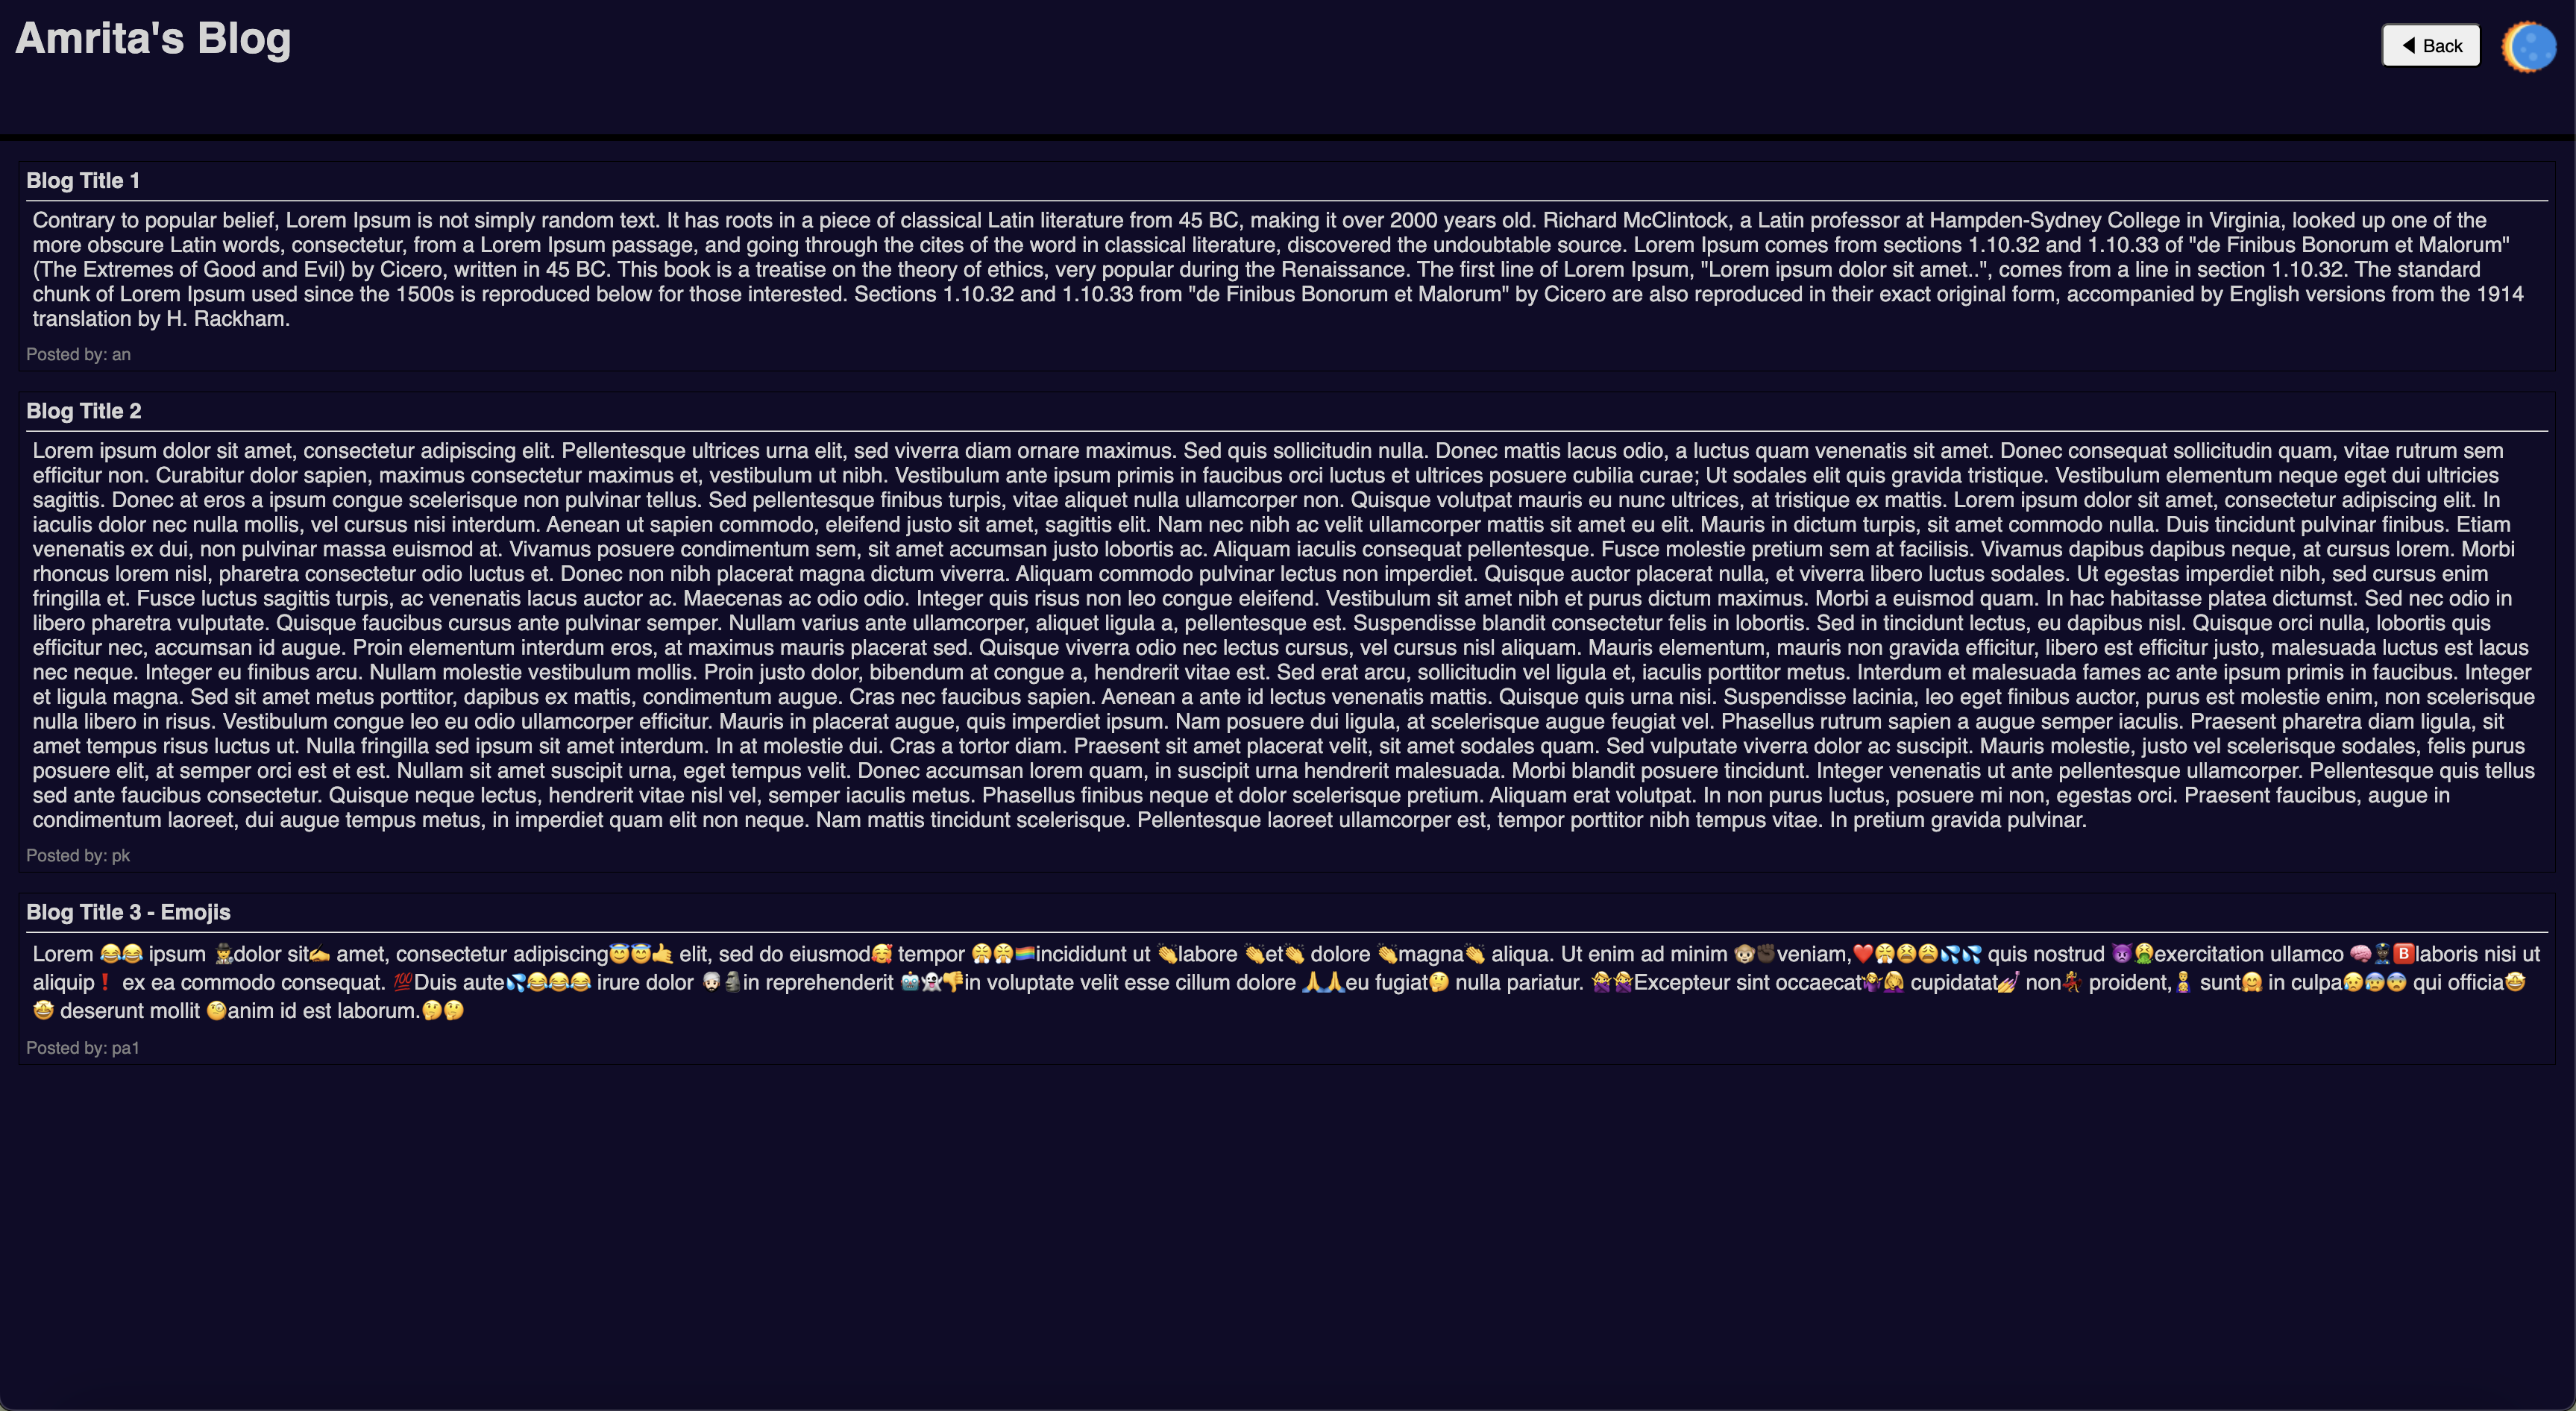 Amrita's Blog
◀ Back
Blog Title 1
Contrary to popular belief, Lorem Ipsum is not simply random text. It has roots in a piece of classical Latin literature from 45 BC, making it over 2000 years old. Richard McClintock, a Latin professor at Hampden-Sydney College in Virginia, looked up one of the
more obscure Latin words, consectetur, from a Lorem Ipsum passage, and going through the cites of the word in classical literature, discovered the undoubtable source. Lorem Ipsum comes from sections 1.10.32 and 1.10.33 of "de Finibus Bonorum et Malorum"
(The Extremes of Good and Evil) by Cicero, written in 45 BC. This book is a treatise on the theory of ethics, very popular during the Renaissance. The first line of Lorem Ipsum, "Lorem ipsum dolor sit amet..", comes from a line in section 1.10.32. The standard
chunk of Lorem Ipsum used since the 1500s is reproduced below for those interested. Sections 1.10.32 and 1.10.33 from "de Finibus Bonorum et Malorum" by Cicero are also reproduced in their exact original form, accompanied by English versions from the 1914
translation by H. Rackham.
Posted by: an
Blog Title 2
Lorem ipsum dolor sit amet, consectetur adipiscing elit. Pellentesque ultrices urna elit, sed viverra diam ornare maximus. Sed quis sollicitudin nulla. Donec mattis lacus odio, a luctus quam venenatis sit amet. Donec consequat sollicitudin quam, vitae rutrum sem
efficitur non. Curabitur dolor sapien, maximus consectetur maximus et, vestibulum ut nibh. Vestibulum ante ipsum primis in faucibus orci luctus et ultrices posuere cubilia curae; Ut sodales elit quis gravida tristique. Vestibulum elementum neque eget dui ultricies
sagittis. Donec at eros a ipsum congue scelerisque non pulvinar tellus. Sed pellentesque finibus turpis, vitae aliquet nulla ullamcorper non. Quisque volutpat mauris eu nunc ultrices, at tristique ex mattis. Lorem ipsum dolor sit amet, consectetur adipiscing elit. In
iaculis dolor nec nulla mollis, vel cursus nisi interdum. Aenean ut sapien commodo, eleifend justo sit amet, sagittis elit. Nam nec nibh ac velit ullamcorper mattis sit amet eu elit. Mauris in dictum turpis, sit amet commodo nulla. Duis tincidunt pulvinar finibus. Etiam
venenatis ex dui, non pulvinar massa euismod at. Vivamus posuere condimentum sem, sit amet accumsan justo lobortis ac. Aliquam iaculis consequat pellentesque. Fusce molestie pretium sem at facilisis. Vivamus dapibus dapibus neque, at cursus lorem. Morbi
rhoncus lorem nisl, pharetra consectetur odio luctus et. Donec non nibh placerat magna dictum viverra. Aliquam commodo pulvinar lectus non imperdiet. Quisque auctor placerat nulla, et viverra libero luctus sodales. Ut egestas imperdiet nibh, sed cursus enim
fringilla et. Fusce luctus sagittis turpis, ac venenatis lacus auctor ac. Maecenas ac odio odio. Integer quis risus non leo congue eleifend. Vestibulum sit amet nibh et purus dictum maximus. Morbi a euismod quam. In hac habitasse platea dictumst. Sed nec odio in
libero pharetra vulputate. Quisque faucibus cursus ante pulvinar semper. Nullam varius ante ullamcorper, aliquet ligula a, pellentesque est. Suspendisse blandit consectetur felis in lobortis. Sed in tincidunt lectus, eu dapibus nisl. Quisque orci nulla, lobortis quis
efficitur nec, accumsan id augue. Proin elementum interdum eros, at maximus mauris placerat sed. Quisque viverra odio nec lectus cursus, vel cursus nisl aliquam. Mauris elementum, mauris non gravida efficitur, libero est efficitur justo, malesuada luctus est lacus
nec neque. Integer eu finibus arcu. Nullam molestie vestibulum mollis. Proin justo dolor, bibendum at congue a, hendrerit vitae est. Sed erat arcu, sollicitudin vel ligula et, iaculis porttitor metus. Interdum et malesuada fames ac ante ipsum primis in faucibus. Integer
et ligula magna. Sed sit amet metus porttitor, dapibus ex mattis, condimentum augue. Cras nec faucibus sapien. Aenean a ante id lectus venenatis mattis. Quisque quis urna nisi. Suspendisse lacinia, leo eget finibus auctor, purus est molestie enim, non scelerisque
nulla libero in risus. Vestibulum congue leo eu odio ullamcorper efficitur. Mauris in placerat augue, quis imperdiet ipsum. Nam posuere dui ligula, at scelerisque augue feugiat vel. Phasellus rutrum sapien a augue semper iaculis. Praesent pharetra diam ligula, sit
amet tempus risus luctus ut. Nulla fringilla sed ipsum sit amet interdum. In at molestie dui. Cras a tortor diam. Praesent sit amet placerat velit, sit amet sodales quam. Sed vulputate viverra dolor ac suscipit. Mauris molestie, justo vel scelerisque sodales, felis purus
posuere elit, at semper orci est et est. Nullam sit amet suscipit urna, eget tempus velit. Donec accumsan lorem quam, in suscipit urna hendrerit malesuada. Morbi blandit posuere tincidunt. Integer venenatis ut ante pellentesque ullamcorper. Pellentesque quis tellus
sed ante faucibus consectetur. Quisque neque lectus, hendrerit vitae nisl vel, semper iaculis metus. Phasellus finibus neque et dolor scelerisque pretium. Aliquam erat volutpat. In non purus luctus, posuere mi non, egestas orci. Praesent faucibus, augue in
condimentum laoreet, dui augue tempus metus, in imperdiet quam elit non neque. Nam mattis tincidunt scelerisque. Pellentesque laoreet ullamcorper est, tempor porttitor nibh tempus vitae. In pretium gravida pulvinar.
Posted by: pk
Blog Title 3 - Emojis
Lorem 😂😂 ipsum 🕵️dolor sit✍️ amet, consectetur adipiscing😇😇🤙 elit, sed do eiusmod🥰 tempor 😤😤🏳️‍🌈incididunt ut 👏labore 👏et👏 dolore 👏magna👏 aliqua. Ut enim ad minim 🐵✊🏿veniam,❤️😤😫😩💦💦 quis nostrud 👿🤮exercitation ullamco 🧠👮🏿🅱️laboris nisi ut
aliquip❗️ ex ea commodo consequat. 💯Duis aute💦😂😂😂 irure dolor 👳🏻🗿in reprehenderit 🤖👻👎in voluptate velit esse cillum dolore 🙏🙏eu fugiat🤔 nulla pariatur. 🙅‍♀️🙅‍♀️Excepteur sint occaecat🤷‍♀️🤦‍♀️ cupidatat💅 non💃 proident,🤱 sunt🤗 in culpa😥😰😨 qui officia🤩
🤩 deserunt mollit 🧐anim id est laborum.🤔🤔
Posted by: pa1